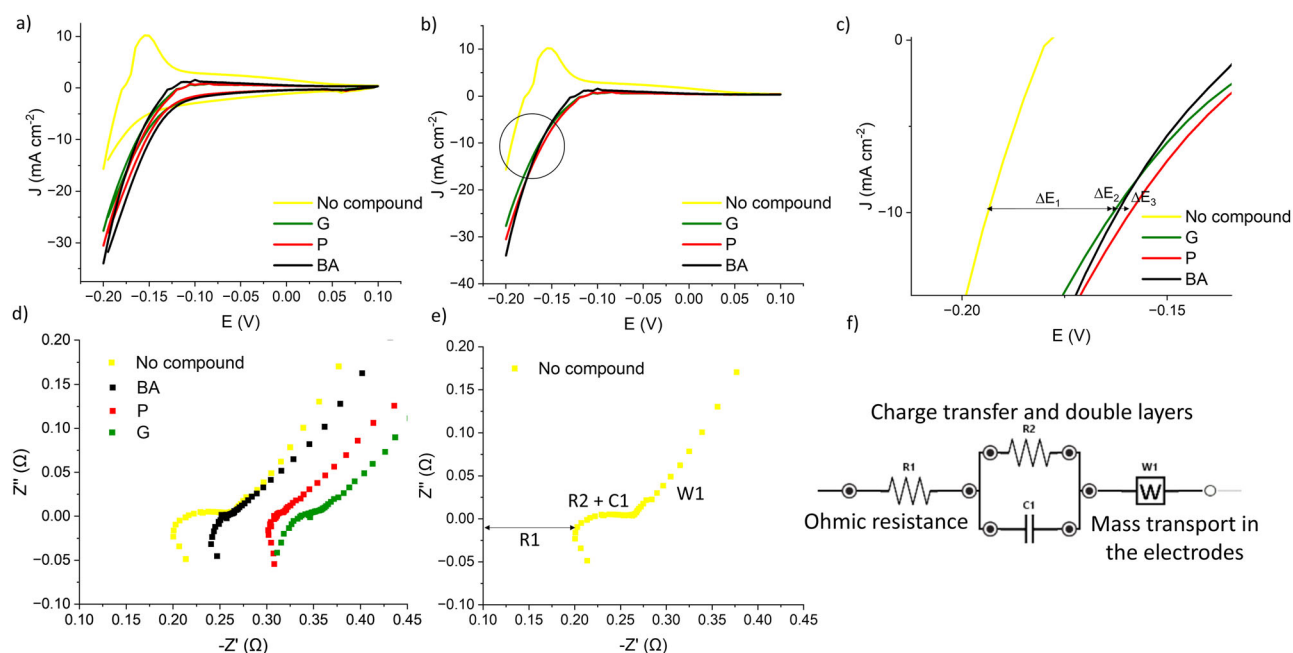 a)
10
0
−10
−20
−30
J (mA cm⁻²)
−0.20 −0.15 −0.10 −0.05 0.00 0.05 0.10
E (V)
No compound
G
P
BA
b)
10
0
−10
−20
−30
−40
J (mA cm⁻²)
−0.20 −0.15 −0.10 −0.05 0.00 0.05 0.10
E (V)
No compound
G
P
BA
c)
0
−10
J (mA cm⁻²)
ΔE₁
ΔE₂
ΔE₃
−0.20 −0.15
E (V)
No compound
G
P
BA
d)
0.20
0.15
0.10
0.05
0.00
−0.05
−0.10
Z'' (Ω)
No compound
BA
P
G
0.10 0.15 0.20 0.25 0.30 0.35 0.40 0.45
-Z' (Ω)
e)
0.20
0.15
0.10
0.05
0.00
−0.05
−0.10
Z'' (Ω)
No compound
R2 + C1
W1
R1
0.10 0.15 0.20 0.25 0.30 0.35 0.40 0.45
-Z' (Ω)
f)
Charge transfer and double layers
R2
R1
W1
W
C1
Ohmic resistance
Mass transport in
the electrodes